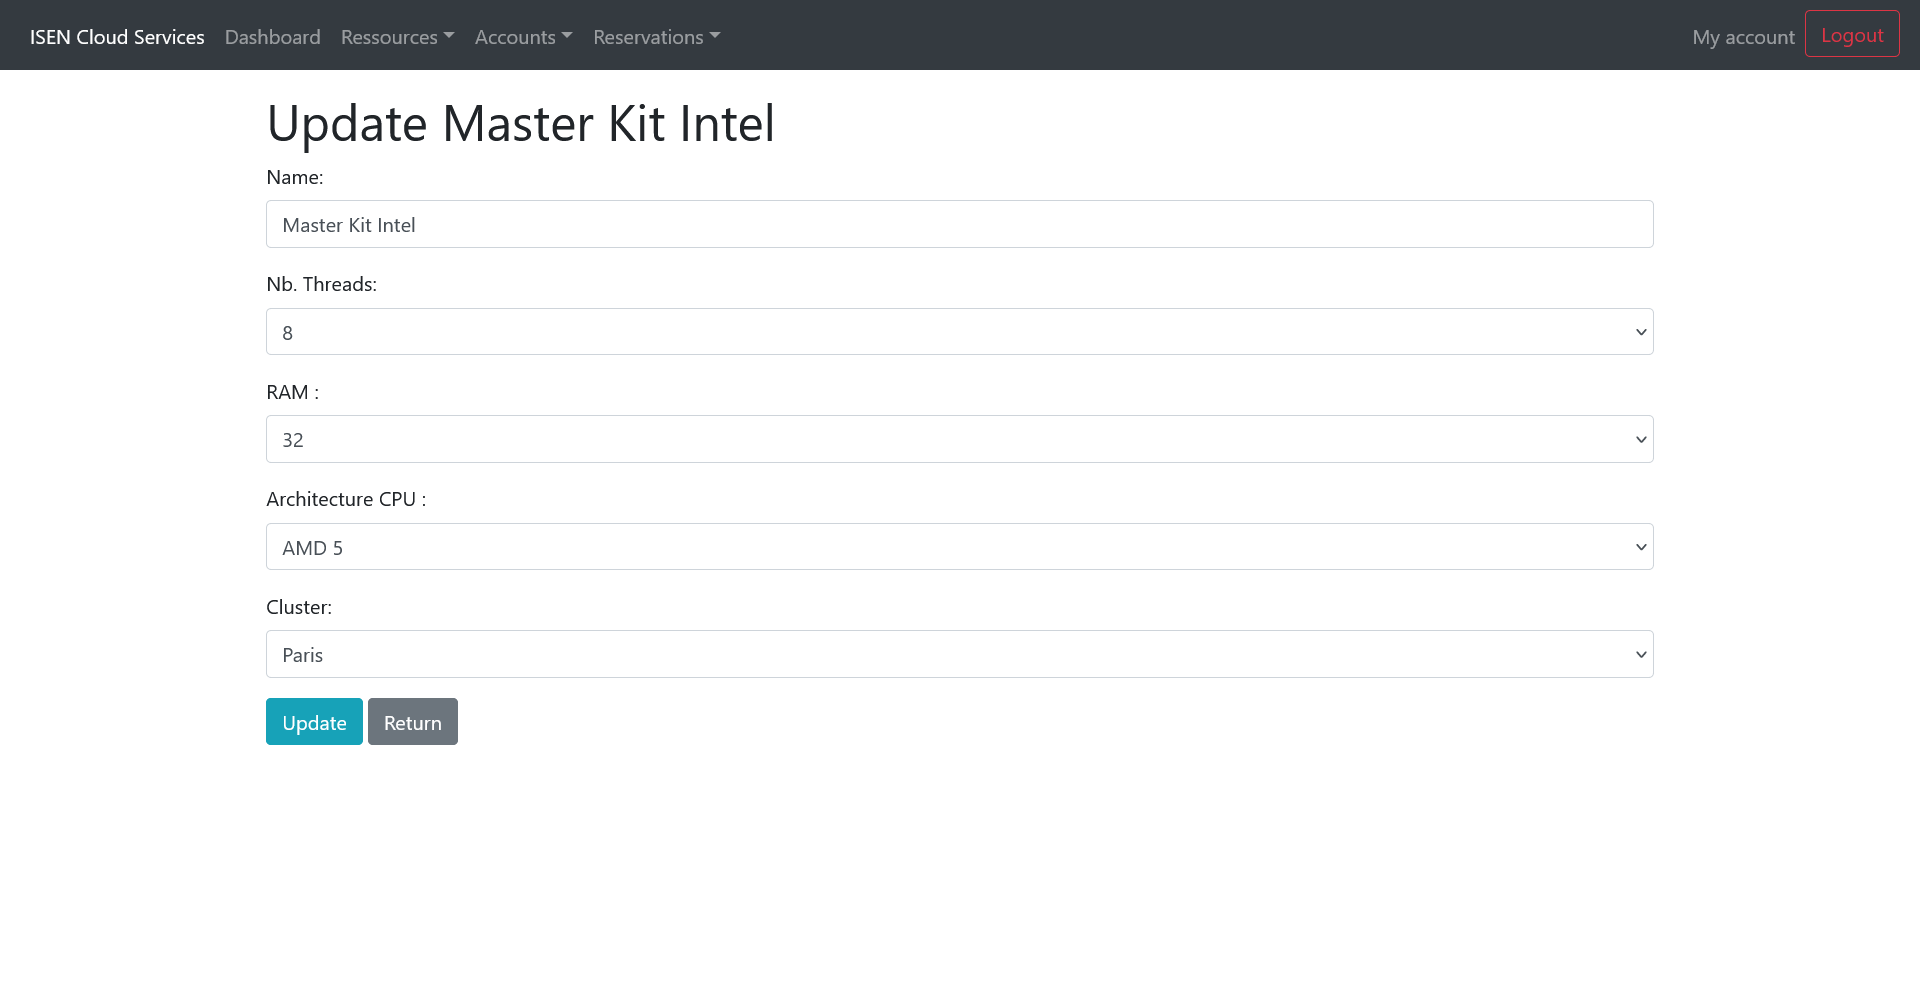 ISEN Cloud Services Dashboard Ressources Accounts Reservations My account Logout
Update Master Kit Intel
Name:
Master Kit Intel
Nb. Threads:
8
RAM :
32
Architecture CPU :
AMD 5
Cluster:
Paris
Update Return